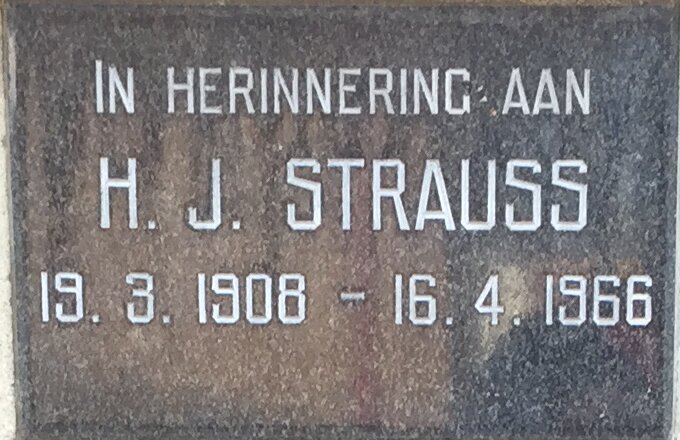 IN HERINNERING AAN
H. J. STRAUSS
19. 3. 1908 - 16. 4. 1966